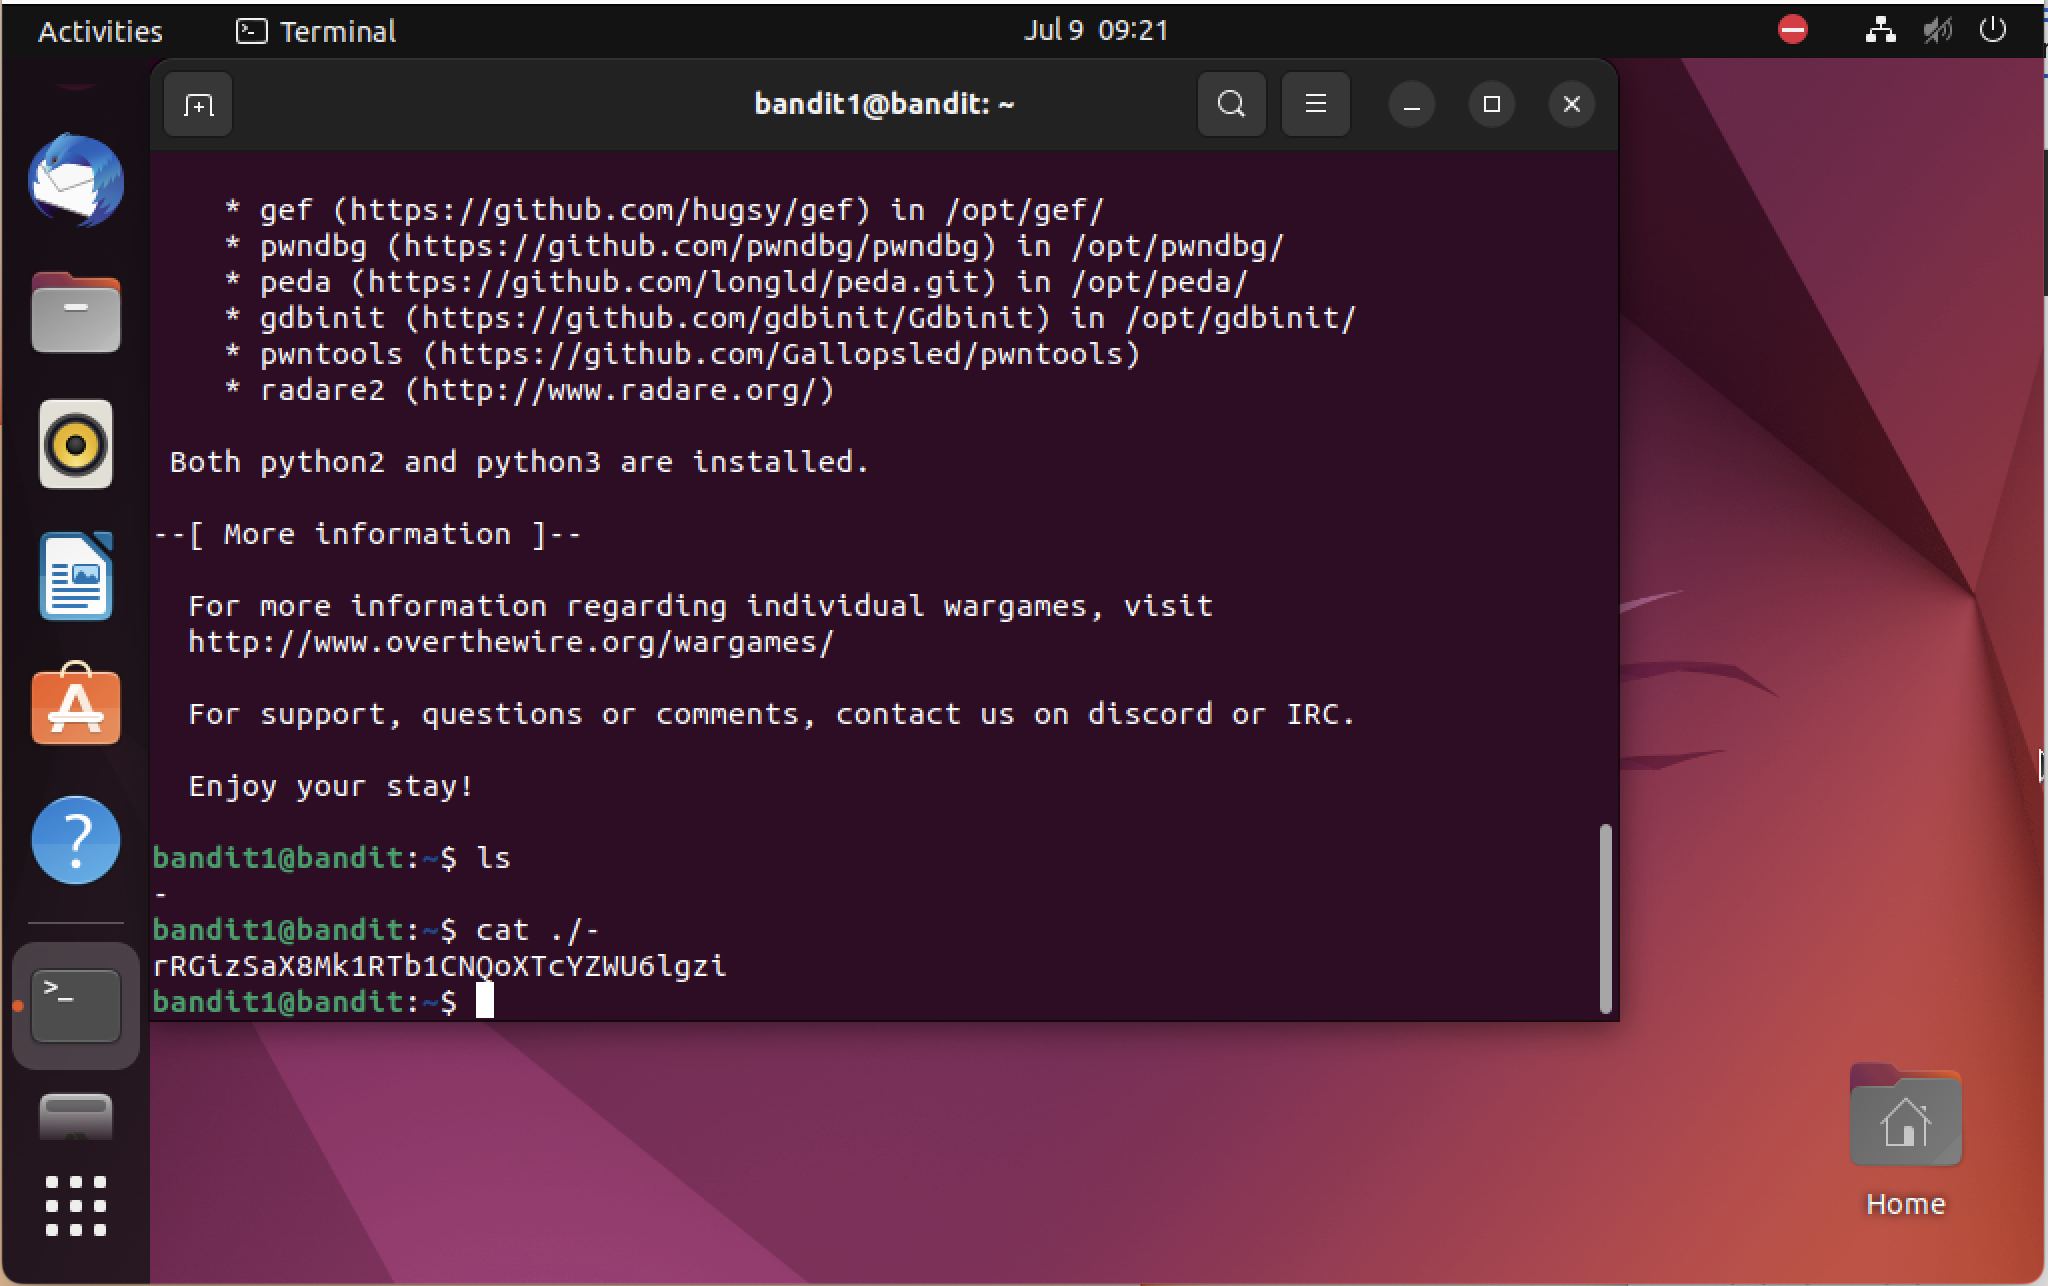 Activities
Terminal
Jul 9 09:21
bandit1@bandit: ~
* gef (https://github.com/hugsy/gef) in /opt/gef/
* pwndbg (https://github.com/pwndbg/pwndbg) in /opt/pwndbg/
* peda (https://github.com/longld/peda.git) in /opt/peda/
* gdbinit (https://github.com/gdbinit/Gdbinit) in /opt/gdbinit/
* pwntools (https://github.com/Gallopsled/pwntools)
* radare2 (http://www.radare.org/)
Both python2 and python3 are installed.
--[ More information ]--
For more information regarding individual wargames, visit
http://www.overthewire.org/wargames/
For support, questions or comments, contact us on discord or IRC.
Enjoy your stay!
bandit1@bandit:~$ ls
-
bandit1@bandit:~$ cat ./-
rRGizSaX8Mk1RTb1CNQoXTcYZWU6lgzi
bandit1@bandit:~$
Home